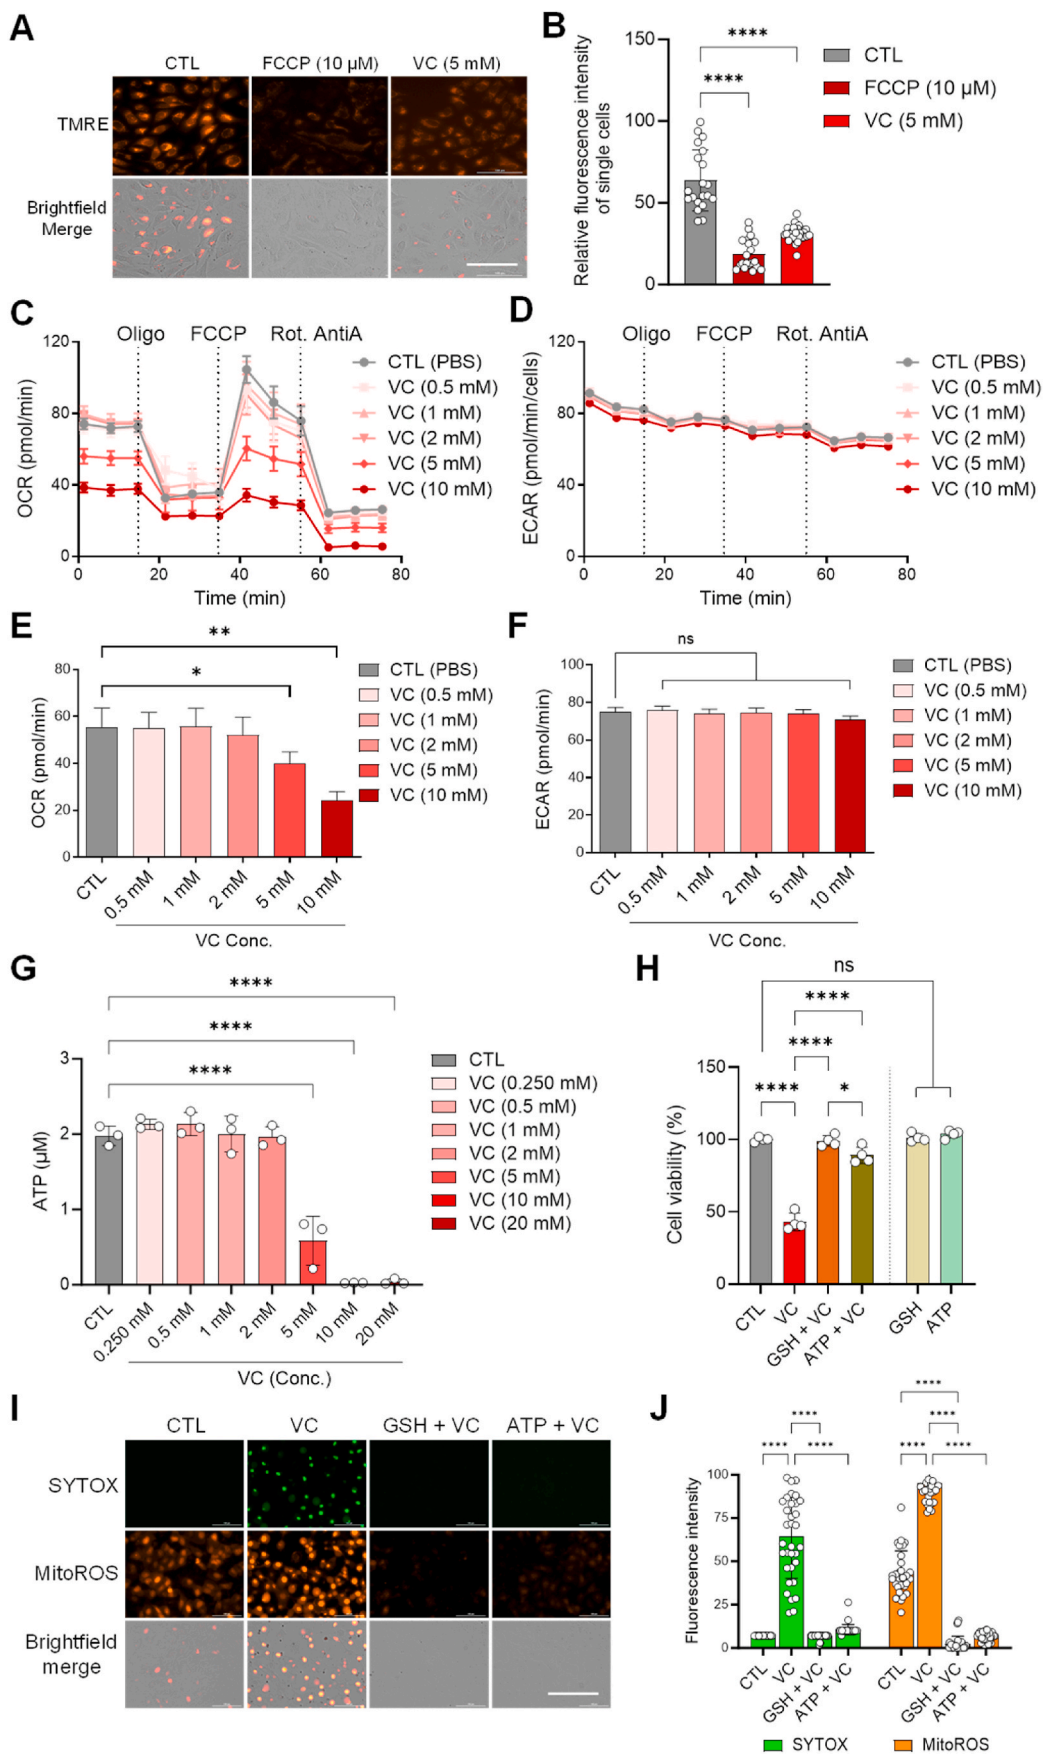 A
CTL
FCCP (10 µM)
VC (5 mM)
TMRE
Brightfield
Merge
B
Relative fluorescence intensity
of single cells
150
100
50
0
****
****
CTL
FCCP (10 µM)
VC (5 mM)
C
Oligo
FCCP
Rot. AntiA
OCR (pmol/min)
120
80
40
0
0
20
40
60
80
Time (min)
CTL (PBS)
VC (0.5 mM)
VC (1 mM)
VC (2 mM)
VC (5 mM)
VC (10 mM)
D
Oligo
FCCP
Rot. AntiA
ECAR (pmol/min/cells)
120
80
40
0
0
20
40
60
80
Time (min)
CTL (PBS)
VC (0.5 mM)
VC (1 mM)
VC (2 mM)
VC (5 mM)
VC (10 mM)
E
**
*
OCR (pmol/min)
80
60
40
20
0
CTL
0.5 mM
1 mM
2 mM
5 mM
10 mM
VC Conc.
CTL (PBS)
VC (0.5 mM)
VC (1 mM)
VC (2 mM)
VC (5 mM)
VC (10 mM)
F
ns
ECAR (pmol/min)
100
80
60
40
20
0
CTL
0.5 mM
1 mM
2 mM
5 mM
10 mM
VC Conc.
CTL (PBS)
VC (0.5 mM)
VC (1 mM)
VC (2 mM)
VC (5 mM)
VC (10 mM)
G
****
****
****
ATP (µM)
3
2
1
0
CTL
0.250 mM
0.5 mM
1 mM
2 mM
5 mM
10 mM
20 mM
VC (Conc.)
CTL
VC (0.250 mM)
VC (0.5 mM)
VC (1 mM)
VC (2 mM)
VC (5 mM)
VC (10 mM)
VC (20 mM)
H
ns
****
****
****
*
Cell viability (%)
150
100
50
0
CTL
VC
GSH + VC
ATP + VC
GSH
ATP
I
CTL
VC
GSH + VC
ATP + VC
SYTOX
MitoROS
Brightfield
merge
J
****
****
****
****
****
****
****
Fluorescence intensity
100
75
50
25
0
CTL
VC
GSH + VC
ATP + VC
CTL
VC
GSH + VC
ATP + VC
SYTOX
MitoROS